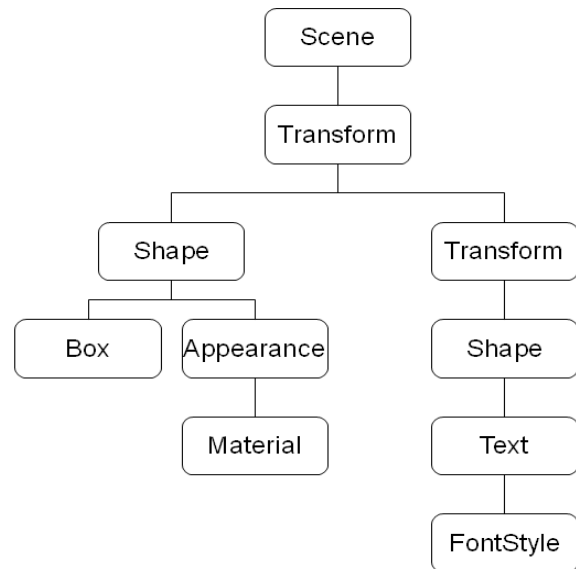 Scene
Transform
Shape
Transform
Box
Appearance
Shape
Material
Text
FontStyle